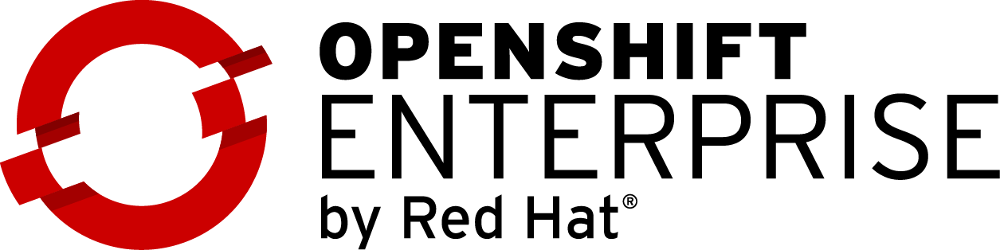 OPENSHIFT
ENTERPRISE
by Red Hat®